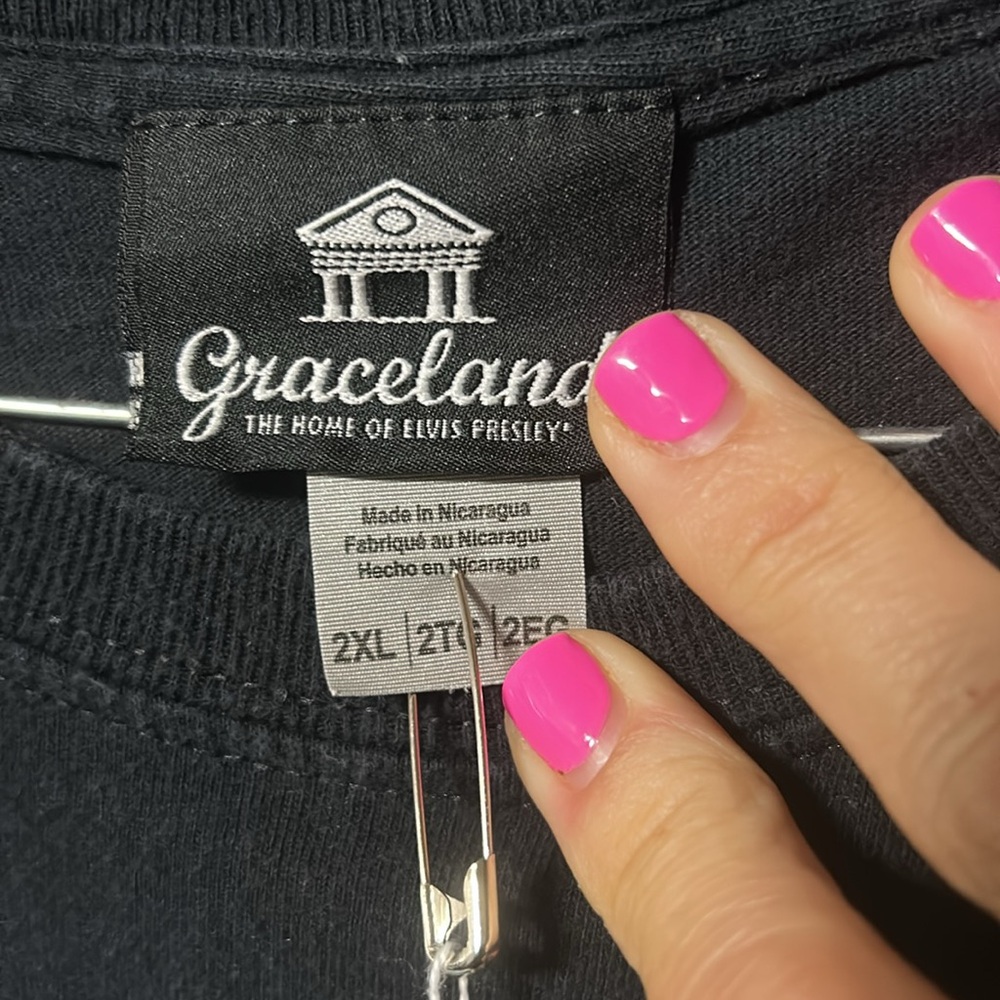 Graceland
THE HOME OF ELVIS PRESLEY®
Made in Nicaragua
Fabriqué au Nicaragua
Hecho en Nicaragua
2XL | 2TG | 2EG